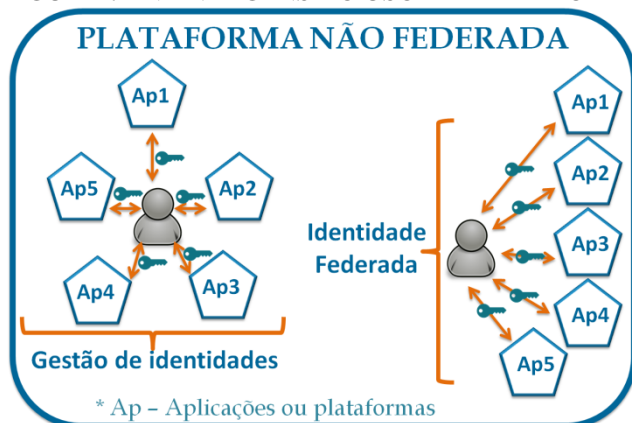 PLATAFORMA NÃO FEDERADA
Ap1
Ap5
Ap2
Ap4
Ap3
Gestão de identidades
Identidade
Federada
Ap1
Ap2
Ap3
Ap4
Ap5
* Ap – Aplicações ou plataformas